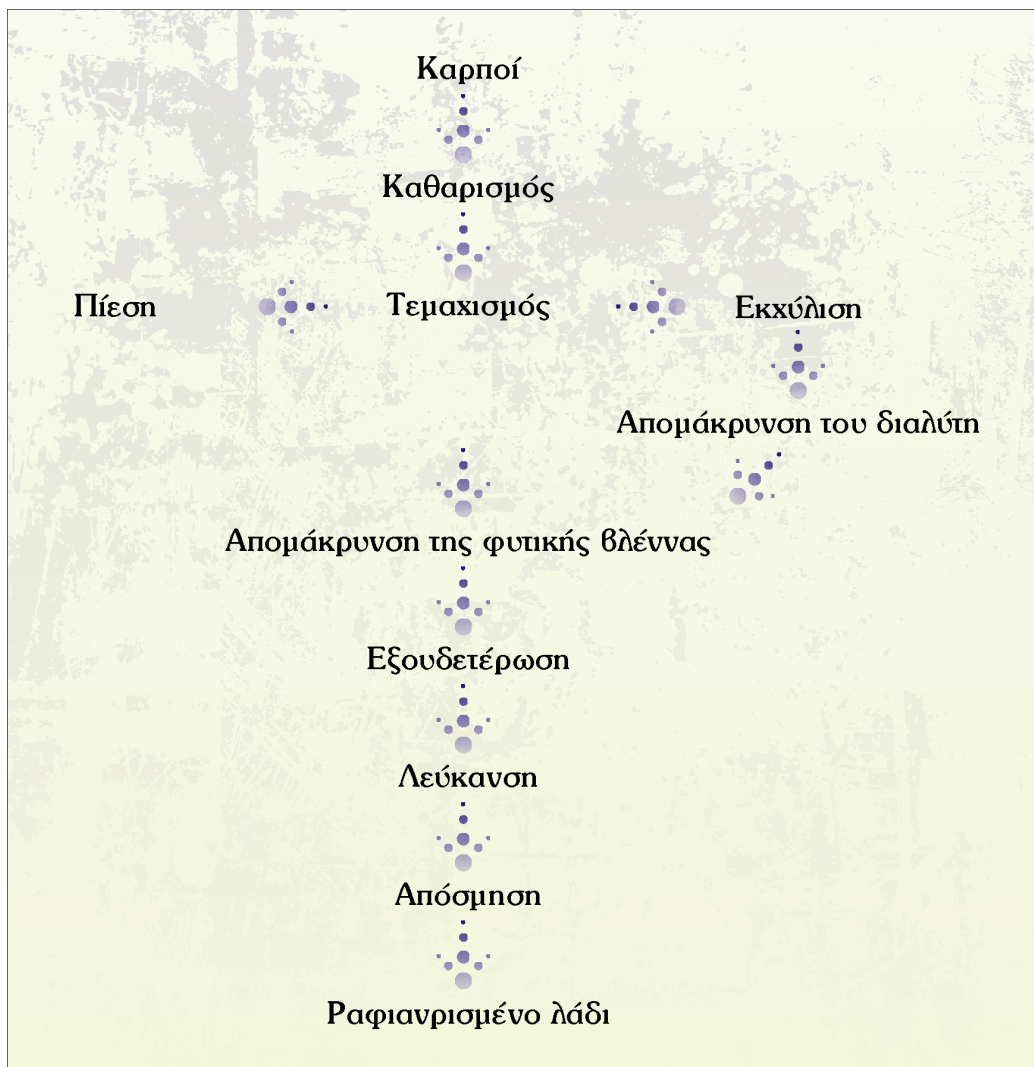 Καρποί
Καθαρισμός
Πίεση Τεμαχισμός Εκχύλιση
Απομάκρυνση του διαλύτη
Απομάκρυνση της φυτικής βλέννας
Εξουδετέρωση
Λεύκανση
Απόσμηση
Ραφιανρισμένο λάδι